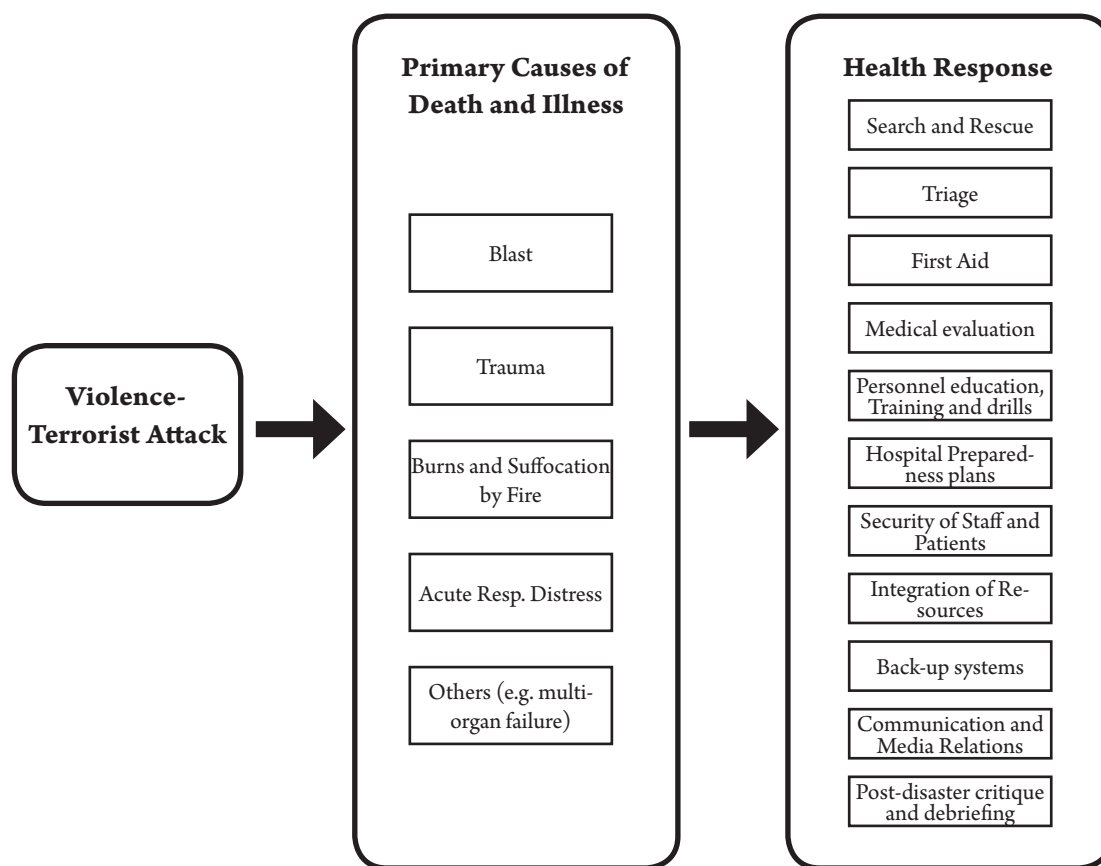 Violence-
Terrorist Attack
Primary Causes of
Death and Illness
Blast
Trauma
Burns and Suffocation
by Fire
Acute Resp. Distress
Others (e.g. multi-
organ failure)
Health Response
Search and Rescue
Triage
First Aid
Medical evaluation
Personnel education,
Training and drills
Hospital Prepared-
ness plans
Security of Staff and
Patients
Integration of Re-
sources
Back-up systems
Communication and
Media Relations
Post-disaster critique
and debriefing